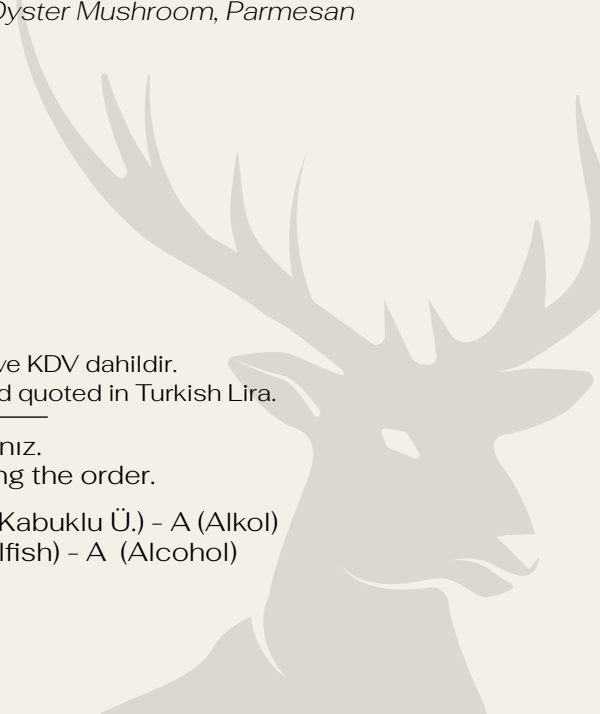 Oyster Mushroom, Parmesan
ve KDV dahildir.
d quoted in Turkish Lira.
nız.
ng the order.
Kabuklu Ü.) - A (Alkol)
lfish) - A (Alcohol)